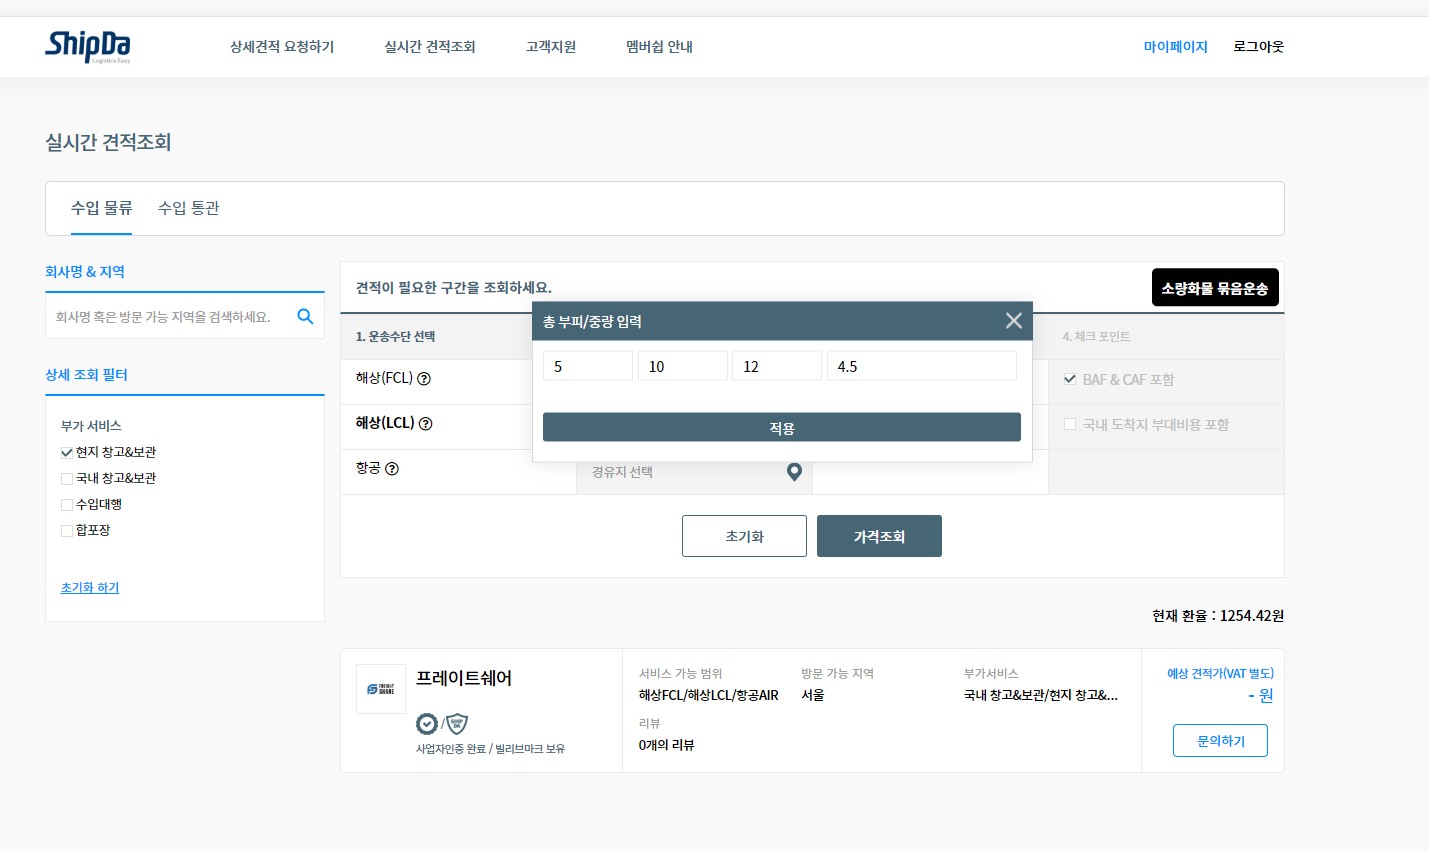 ShipDa
Logistics Easy
상세견적 요청하기 실시간 견적조회 고객지원 멤버쉽 안내 마이페이지 로그아웃
실시간 견적조회
수입 물류 수입 통관
회사명 & 지역
회사명 혹은 방문 가능 지역을 검색하세요.
상세 조회 필터
부가 서비스
현지 창고&보관
국내 창고&보관
수입대행
합포장
초기화 하기
견적이 필요한 구간을 조회하세요. 소량화물 묶음운송
1. 운송수단 선택 4. 체크 포인트
해상(FCL) ? BAF & CAF 포함
해상(LCL) ? 국내 도착지 부대비용 포함
항공 ? 경유지 선택
총 부피/중량 입력
5 10 12 4.5
적용
초기화 가격조회
현재 환율 : 1254.42원
FREIGHT SHARE
프레이트쉐어
/ SHIP DA
사업자인증 완료 / 빌리브마크 보유
서비스 가능 범위 방문 가능 지역 부가서비스
해상FCL/해상LCL/항공AIR 서울 국내 창고&보관/현지 창고&...
리뷰
0개의 리뷰
예상 견적가(VAT 별도)
- 원
문의하기